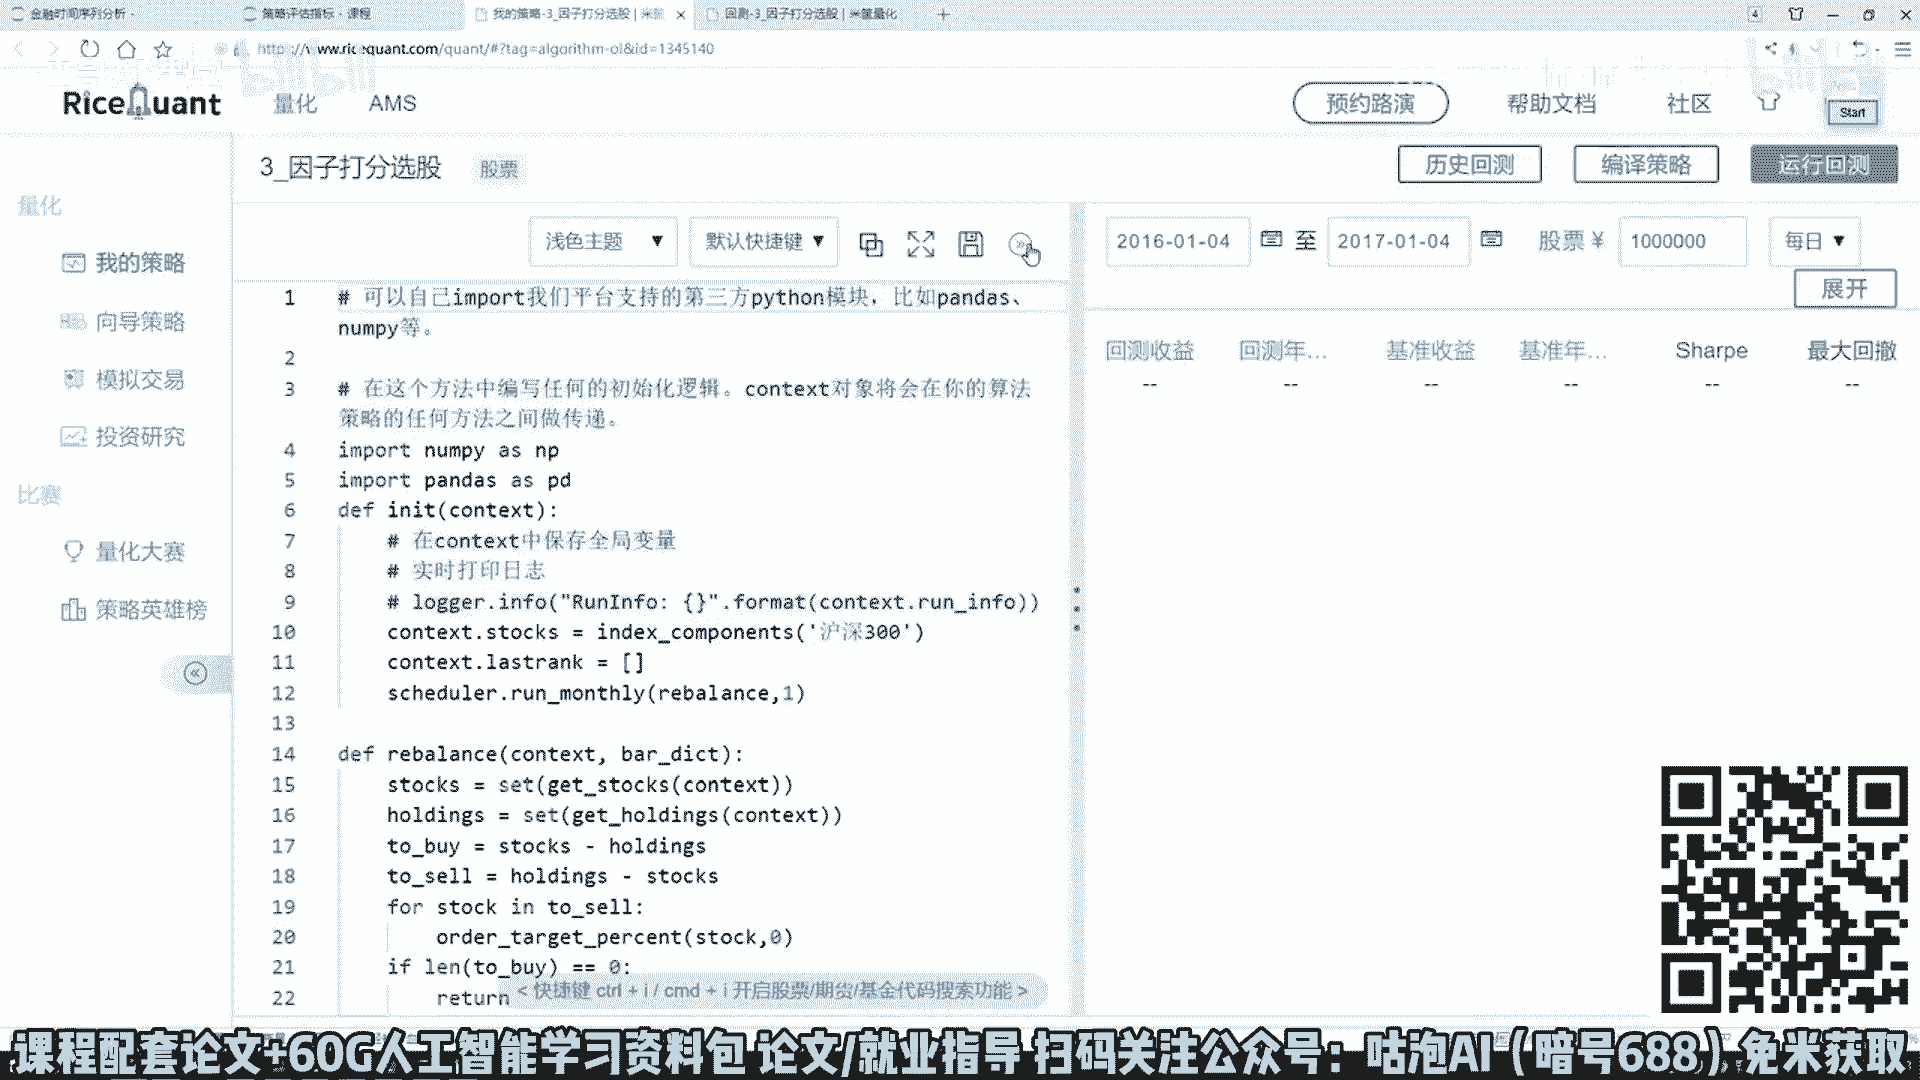 金融时间序列分析 -
策略评估指标 - 课程
我的策略-3_因子打分选股 | 米筐
回测-3_因子打分选股 | 米筐量化
4
http://www.ricequant.com/quant/#?tag=algorithm-ol&id=1345140
RiceQuant
量化
AMS
预约路演
帮助文档
社区
Start
3_因子打分选股
股票
历史回测
编译策略
运行回测
量化
我的策略
向导策略
模拟交易
投资研究
比赛
量化大赛
策略英雄榜
浅色主题
默认快捷键
2016-01-04
至
2017-01-04
股票 ¥
1000000
每日
展开
回测收益
回测年...
基准收益
基准年...
Sharpe
最大回撤
--
--
--
--
--
--
1 # 可以自己import我们平台支持的第三方python模块，比如pandas、
numpy等。
2
3 # 在这个方法中编写任何的初始化逻辑。context对象将会在你的算法
策略的任何方法之间做传递。
4 import numpy as np
5 import pandas as pd
6 def init(context):
7 # 在context中保存全局变量
8 # 实时打印日志
9 # logger.info("RunInfo: {}".format(context.run_info))
10 context.stocks = index_components('沪深300')
11 context.lastrank = []
12 scheduler.run_monthly(rebalance,1)
13
14 def rebalance(context, bar_dict):
15 stocks = set(get_stocks(context))
16 holdings = set(get_holdings(context))
17 to_buy = stocks - holdings
18 to_sell = holdings - stocks
19 for stock in to_sell:
20 order_target_percent(stock,0)
21 if len(to_buy) == 0:
22 return
< 快捷键 ctrl + i / cmd + i 开启股票/期货/基金代码搜索功能 >
课程配套论文+60G人工智能学习资料包 论文/就业指导 扫码关注公众号：咕泡AI（暗号688）免米获取